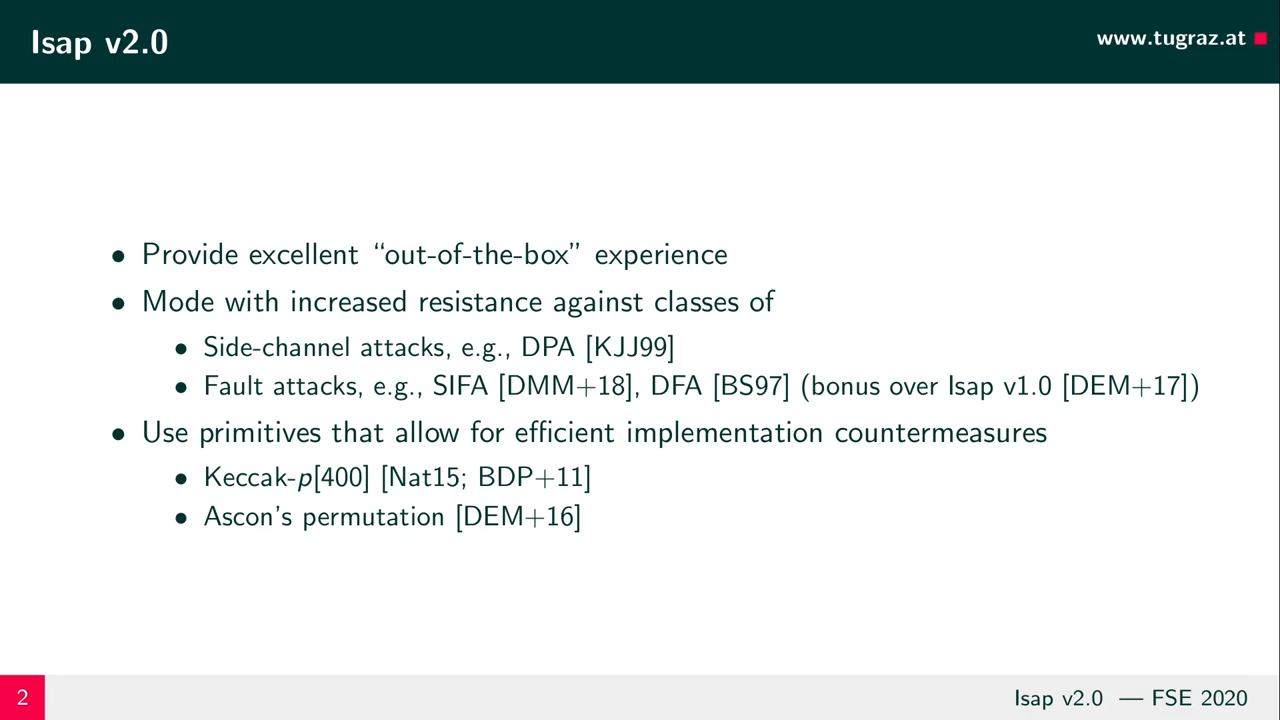 Isap v2.0
www.tugraz.at
• Provide excellent “out-of-the-box” experience
• Mode with increased resistance against classes of
• Side-channel attacks, e.g., DPA [KJJ99]
• Fault attacks, e.g., SIFA [DMM+18], DFA [BS97] (bonus over Isap v1.0 [DEM+17])
• Use primitives that allow for efficient implementation countermeasures
• Keccak-p[400] [Nat15; BDP+11]
• Ascon’s permutation [DEM+16]
2
Isap v2.0 — FSE 2020